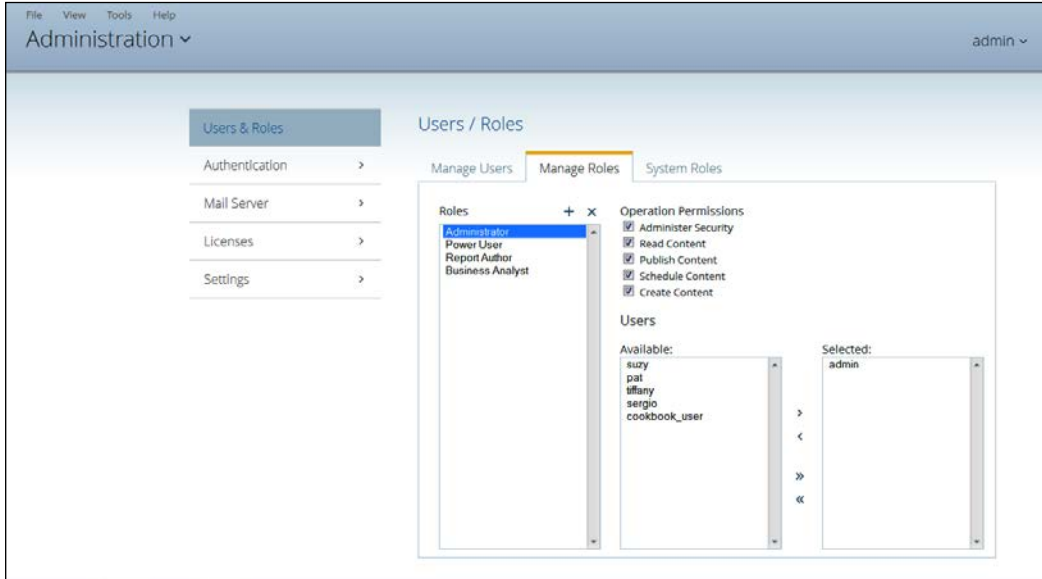 File View Tools Help
Administration
admin
Users & Roles
Authentication
Mail Server
Licenses
Settings
Users / Roles
Manage Users
Manage Roles
System Roles
Roles
Administrator
Power User
Report Author
Business Analyst
Operation Permissions
Administer Security
Read Content
Publish Content
Schedule Content
Create Content
Users
Available:
suzy
pat
tiffany
sergio
cookbook_user
Selected:
admin